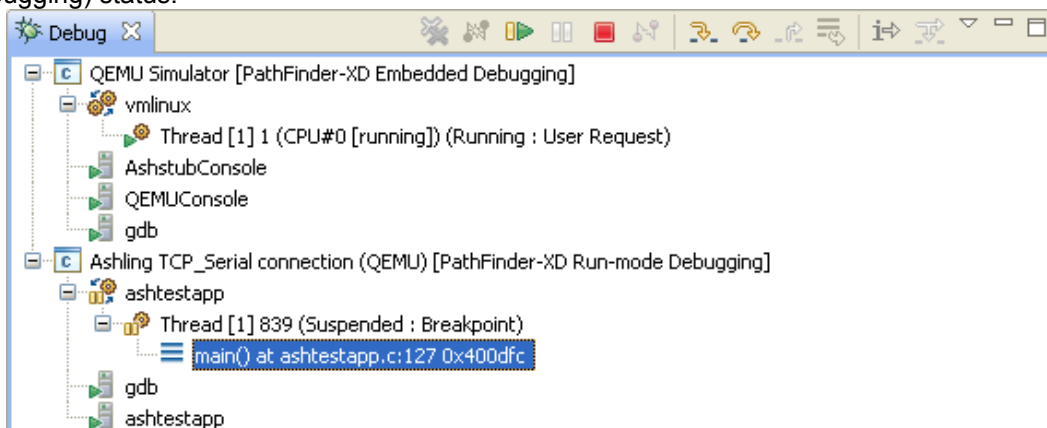 ugging) status.
Debug
QEMU Simulator [PathFinder-XD Embedded Debugging]
vmlinux
Thread [1] 1 (CPU#0 [running]) (Running : User Request)
AshstubConsole
QEMUConsole
gdb
Ashling TCP_Serial connection (QEMU) [PathFinder-XD Run-mode Debugging]
ashtestapp
Thread [1] 839 (Suspended : Breakpoint)
main() at ashtestapp.c:127 0x400dfc
gdb
ashtestapp